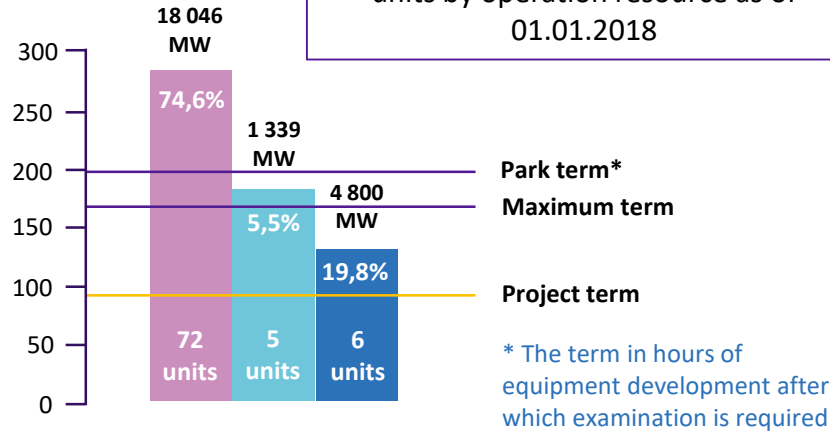 units by operation resource as of
01.01.2018
18 046
MW
300
250
200
150
100
50
0
74,6%
1 339
MW
4 800
MW
5,5%
19,8%
72
units
5
units
6
units
Park term*
Maximum term
Project term
* The term in hours of
equipment development after
which examination is required